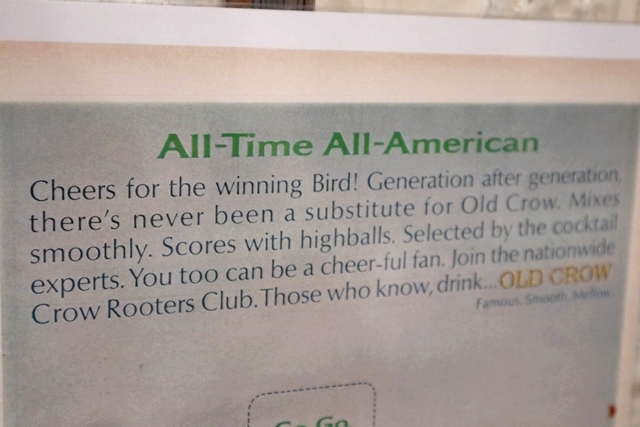 All-Time All-American
Cheers for the winning Bird! Generation after generation,
there's never been a substitute for Old Crow. Mixes
smoothly. Scores with highballs. Selected by the cocktail
experts. You too can be a cheer-ful fan. Join the nationwide
Crow Rooters Club. Those who know, drink... OLD CROW
Famous. Smooth. Mellow.
Go Go